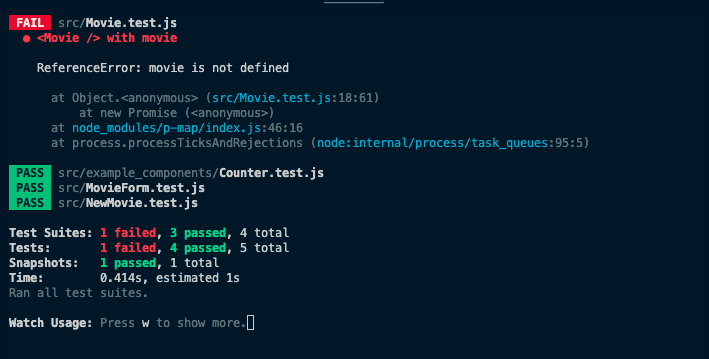 FAIL src/Movie.test.js
● <Movie /> with movie
ReferenceError: movie is not defined
at Object.<anonymous> (src/Movie.test.js:18:61)
at new Promise (<anonymous>)
at node_modules/p-map/index.js:46:16
at process.processTicksAndRejections (node:internal/process/task_queues:95:5)
PASS src/example_components/Counter.test.js
PASS src/MovieForm.test.js
PASS src/NewMovie.test.js
Test Suites: 1 failed, 3 passed, 4 total
Tests: 1 failed, 4 passed, 5 total
Snapshots: 1 passed, 1 total
Time: 0.414s, estimated 1s
Ran all test suites.
Watch Usage: Press w to show more.